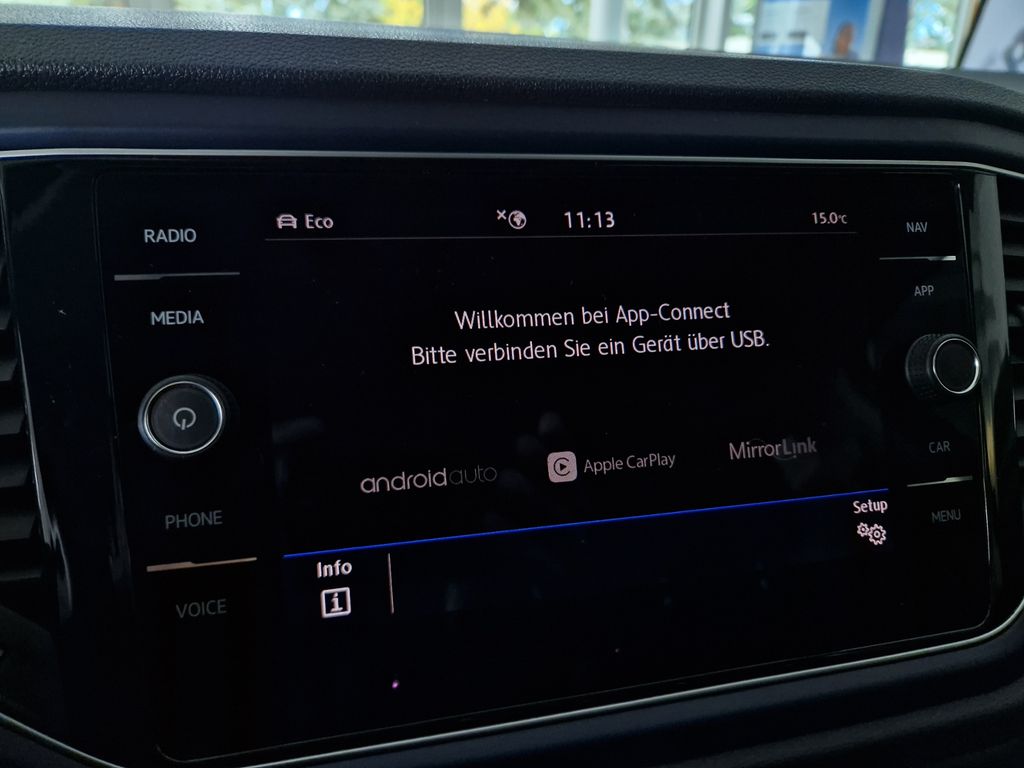 RADIO
MEDIA
PHONE
VOICE
Eco
11:13
15.0°C
Willkommen bei App-Connect
Bitte verbinden Sie ein Gerät über USB.
androidauto
Apple CarPlay
MirrorLink
Setup
Info
NAV
APP
CAR
MENU